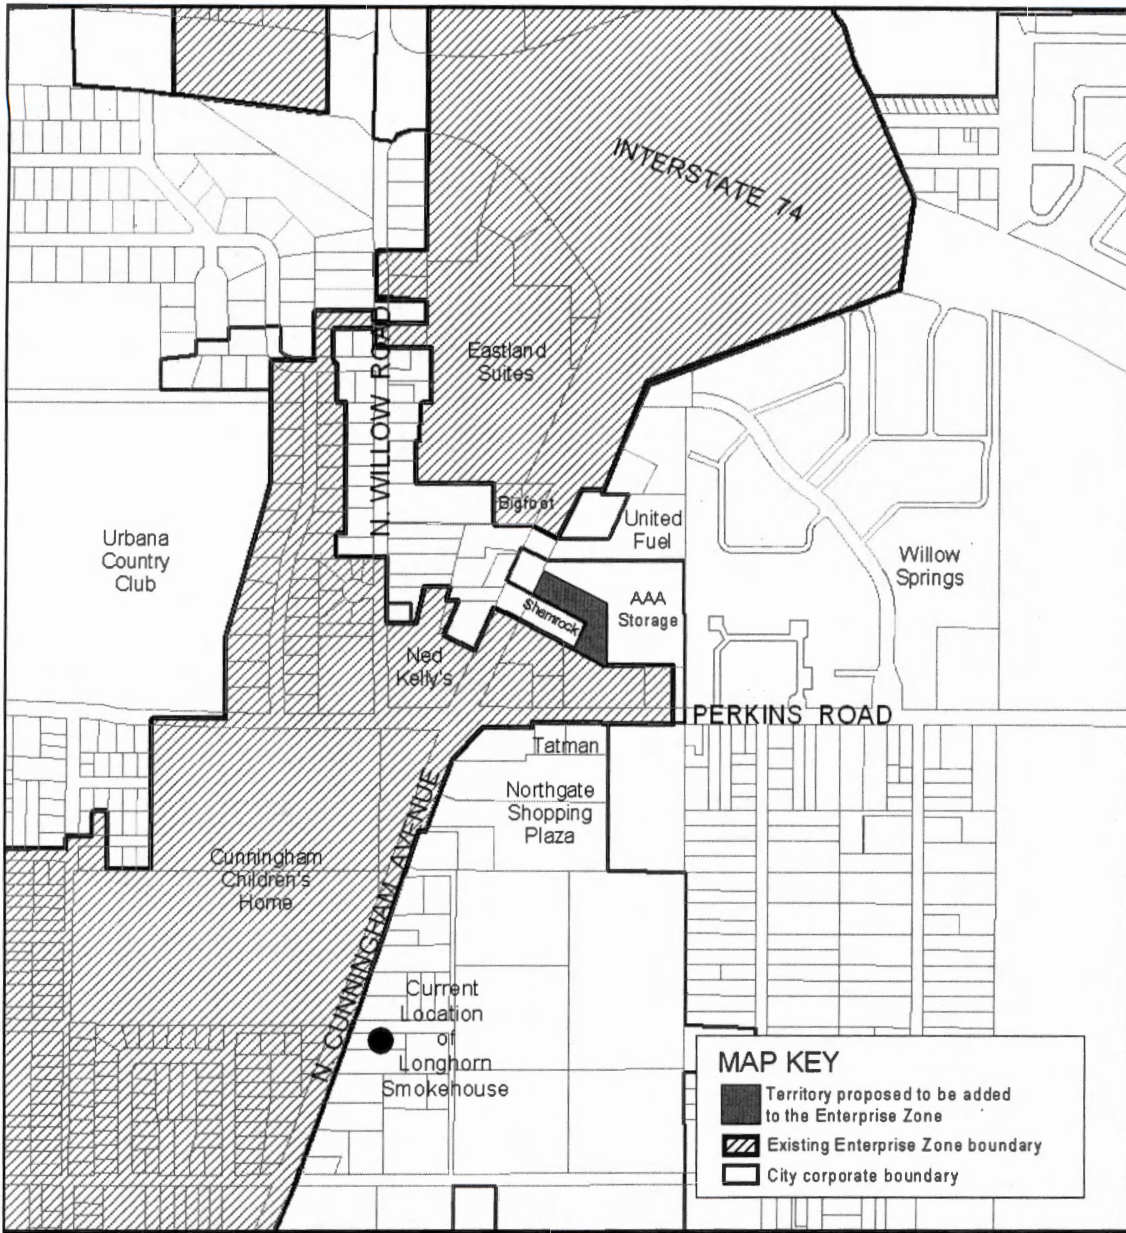 INTERSTATE 74
N. WILLOW ROAD
Eastland
Suites
Bigfoot
United
Fuel
Urbana
Country
Club
Willow
Springs
AAA
Storage
Shamrock
Ned
Kelly's
PERKINS ROAD
Tatman
Northgate
Shopping
Plaza
N. CUNNINGHAM AVENUE
Cunningham
Children's
Home
Current
Location
of
Longhorn
Smokehouse
MAP KEY
Territory proposed to be added
to the Enterprise Zone
Existing Enterprise Zone boundary
City corporate boundary